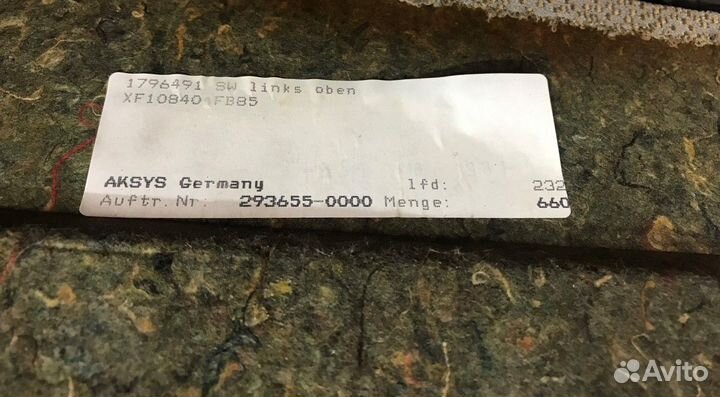 1796491 SW links oben
XF10840 FB85
AKSYS Germany lfd: 232
Auftr.Nr: 293655-0000 Menge: 660
Avito